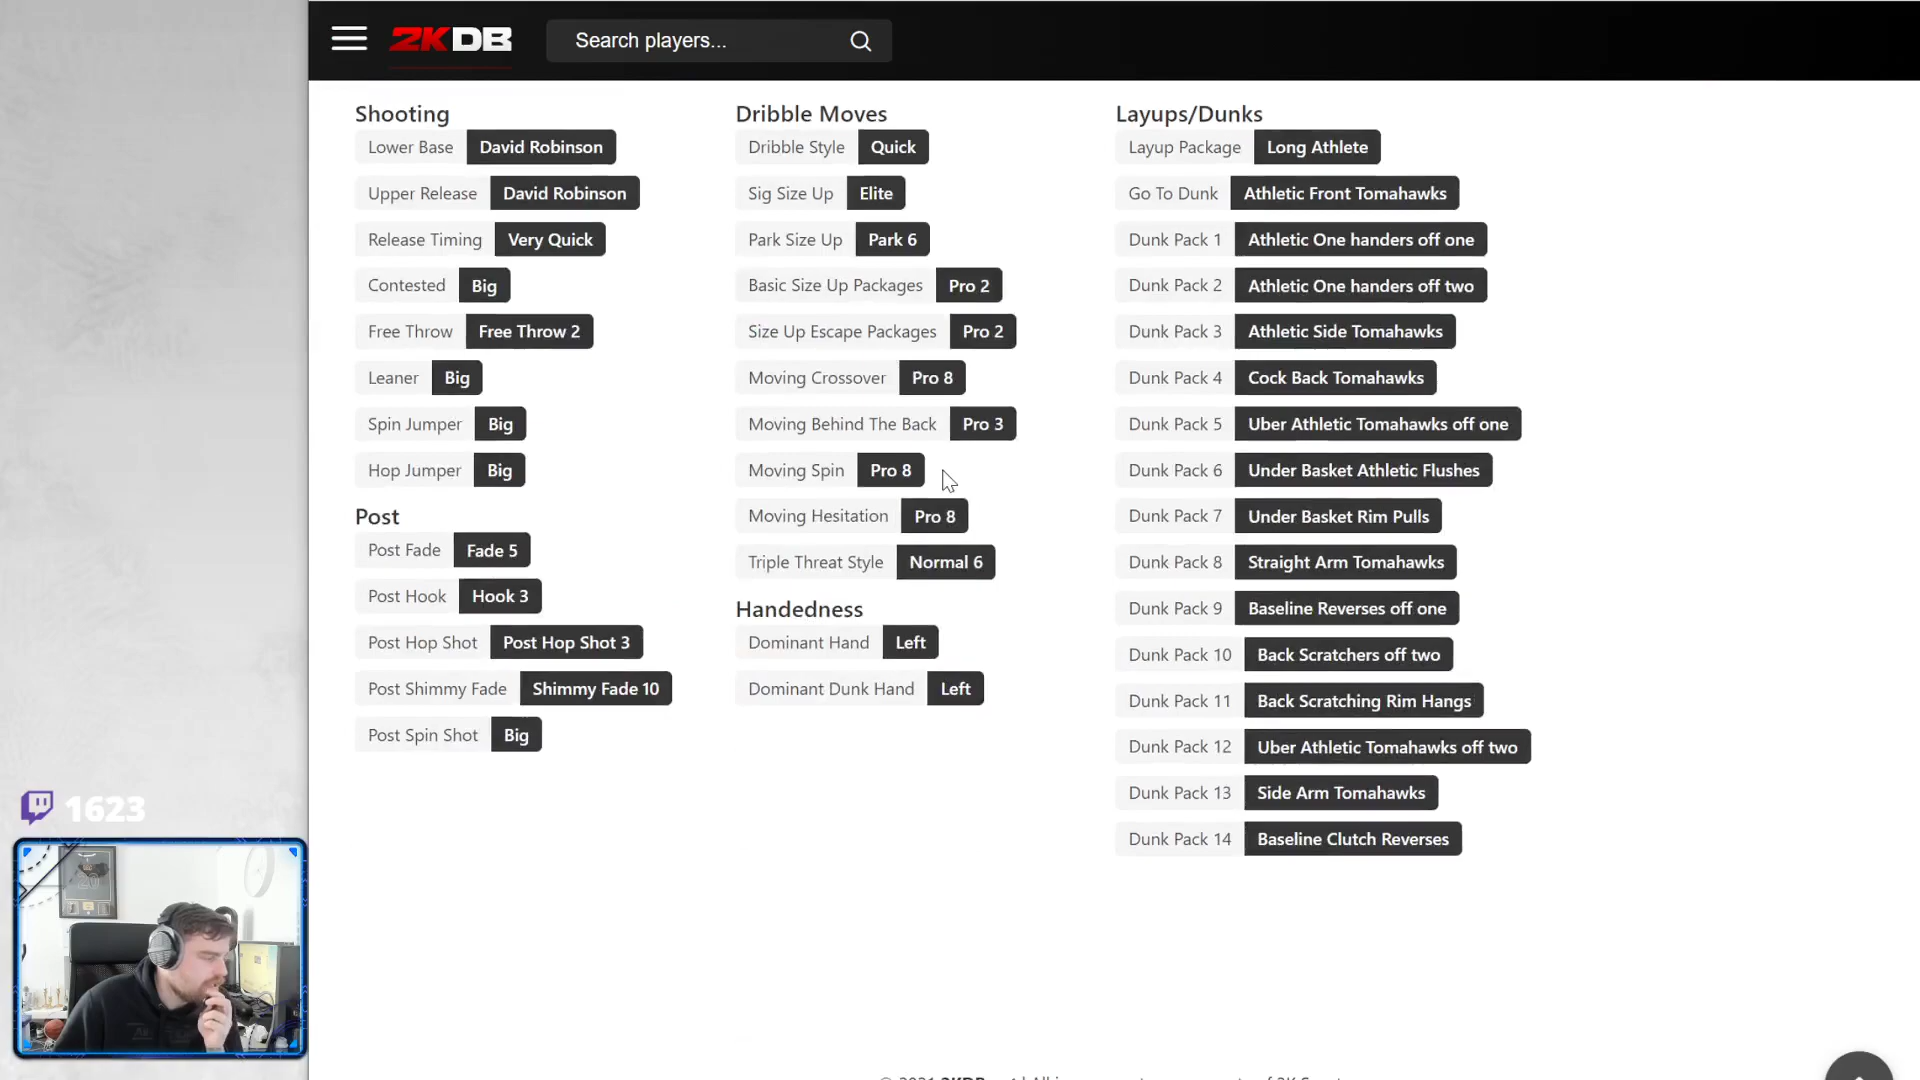 2KDB
Search players...
Shooting
Lower Base David Robinson
Upper Release David Robinson
Release Timing Very Quick
Contested Big
Free Throw Free Throw 2
Leaner Big
Spin Jumper Big
Hop Jumper Big
Post
Post Fade Fade 5
Post Hook Hook 3
Post Hop Shot Post Hop Shot 3
Post Shimmy Fade Shimmy Fade 10
Post Spin Shot Big
Dribble Moves
Dribble Style Quick
Sig Size Up Elite
Park Size Up Park 6
Basic Size Up Packages Pro 2
Size Up Escape Packages Pro 2
Moving Crossover Pro 8
Moving Behind The Back Pro 3
Moving Spin Pro 8
Moving Hesitation Pro 8
Triple Threat Style Normal 6
Handedness
Dominant Hand Left
Dominant Dunk Hand Left
Layups/Dunks
Layup Package Long Athlete
Go To Dunk Athletic Front Tomahawks
Dunk Pack 1 Athletic One handers off one
Dunk Pack 2 Athletic One handers off two
Dunk Pack 3 Athletic Side Tomahawks
Dunk Pack 4 Cock Back Tomahawks
Dunk Pack 5 Uber Athletic Tomahawks off one
Dunk Pack 6 Under Basket Athletic Flushes
Dunk Pack 7 Under Basket Rim Pulls
Dunk Pack 8 Straight Arm Tomahawks
Dunk Pack 9 Baseline Reverses off one
Dunk Pack 10 Back Scratchers off two
Dunk Pack 11 Back Scratching Rim Hangs
Dunk Pack 12 Uber Athletic Tomahawks off two
Dunk Pack 13 Side Arm Tomahawks
Dunk Pack 14 Baseline Clutch Reverses
1623